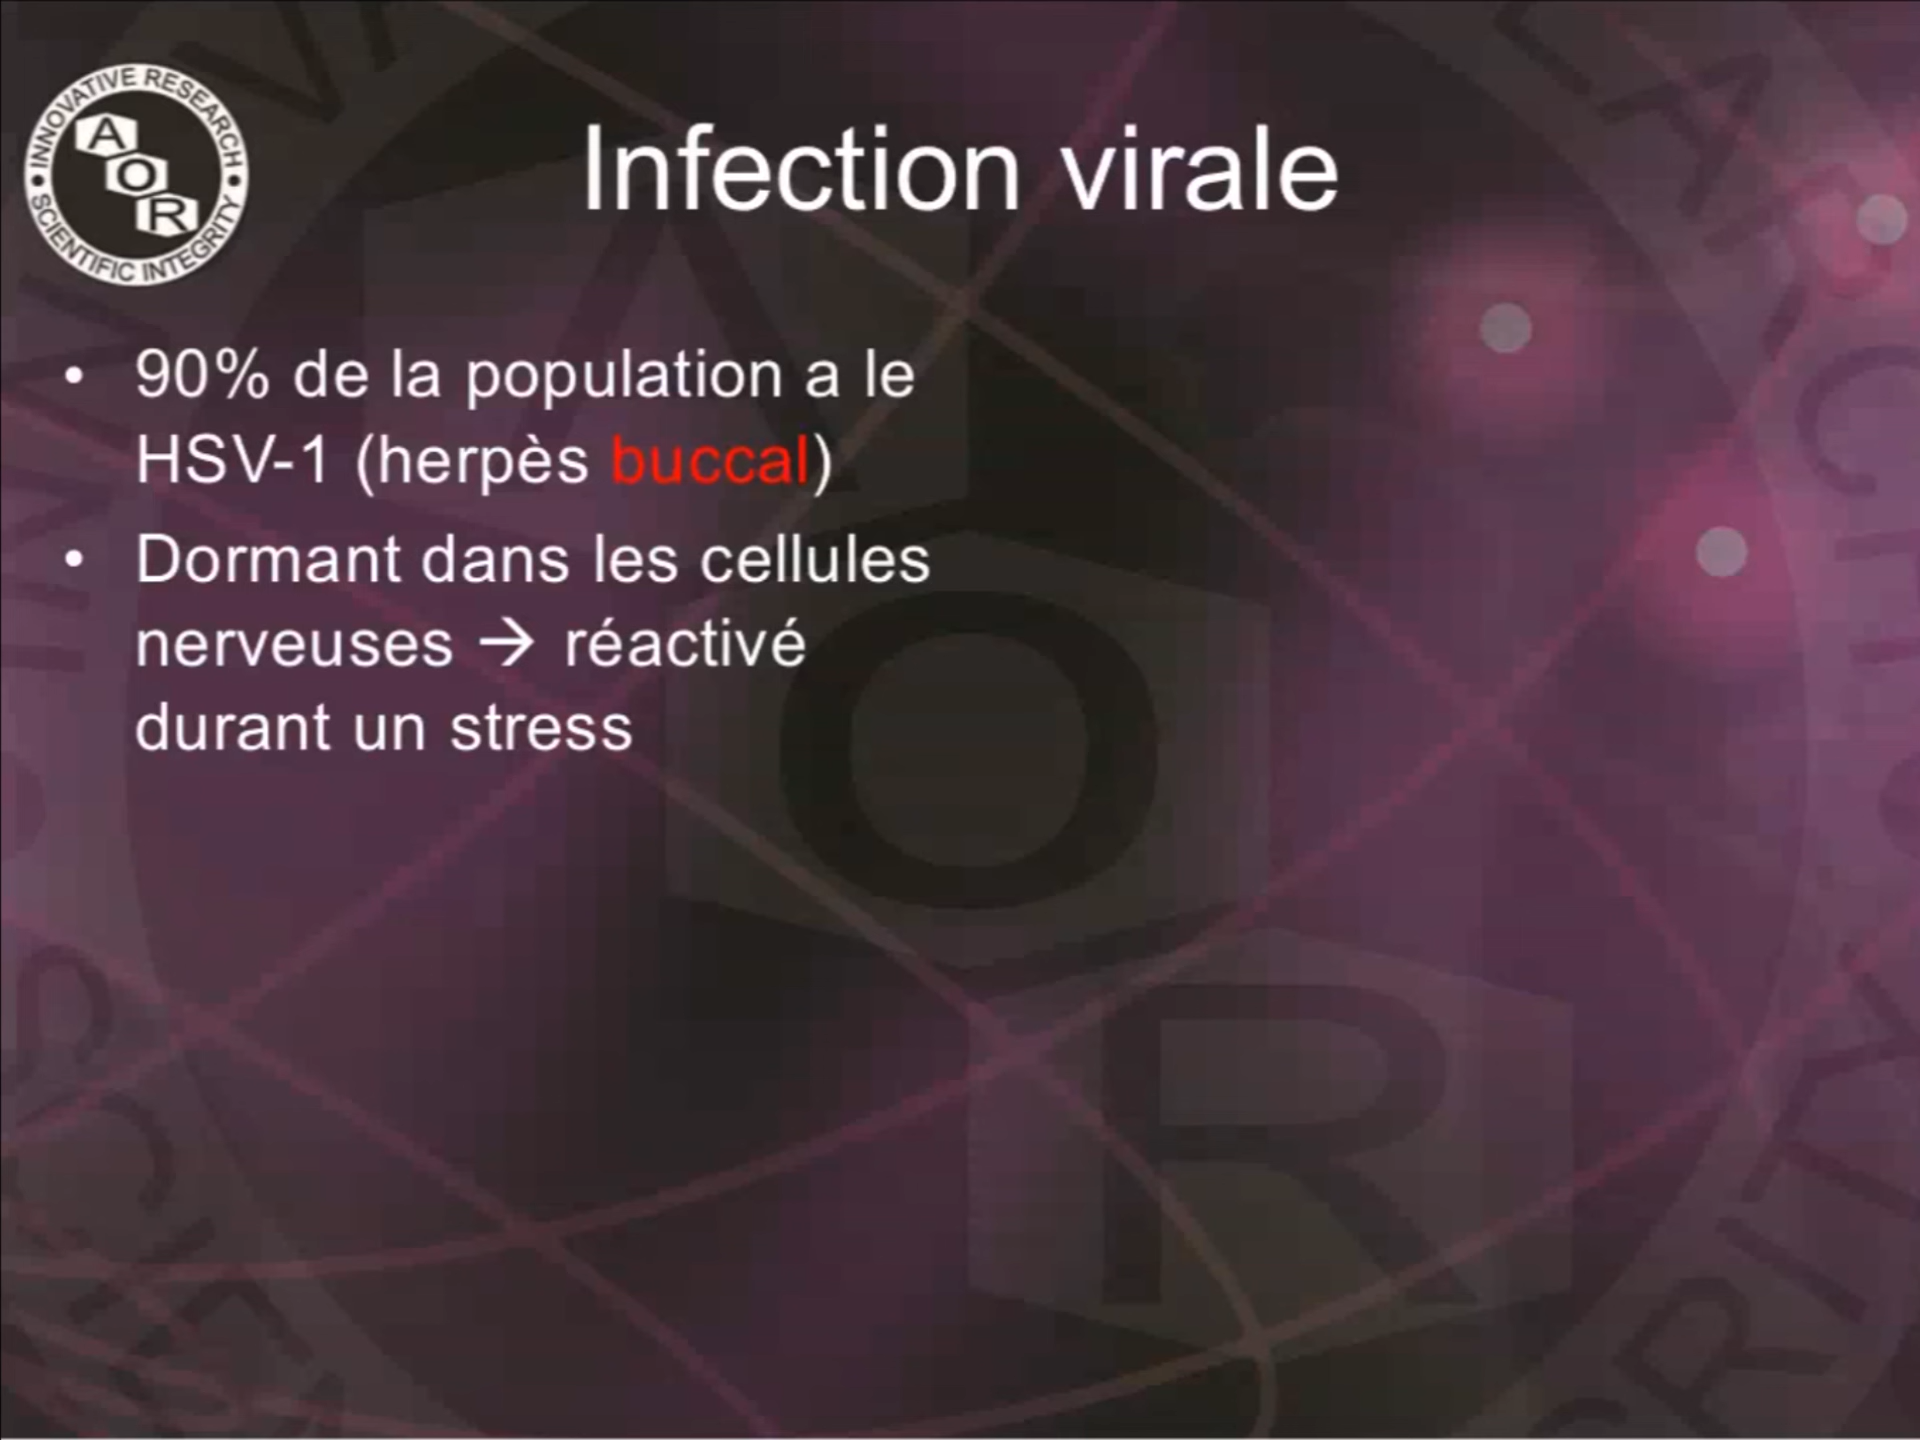 INNOVATIVE RESEARCH
AOR
SCIENTIFIC INTEGRITY
Infection virale
• 90% de la population a le
HSV-1 (herpès buccal)
• Dormant dans les cellules
nerveuses → réactivé
durant un stress